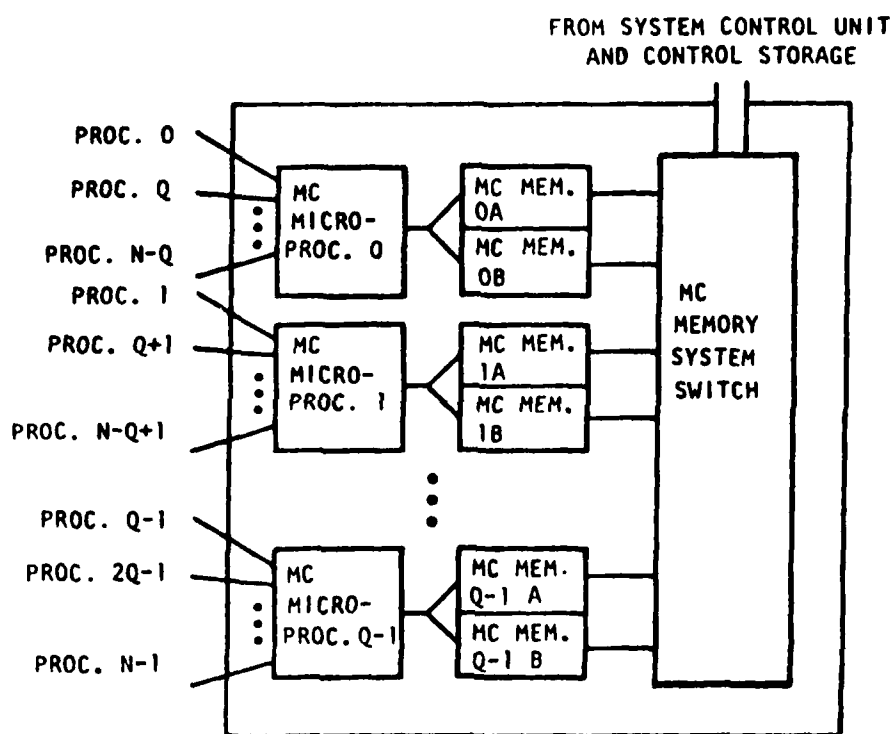 FROM SYSTEM CONTROL UNIT
AND CONTROL STORAGE
PROC. 0
PROC. Q
PROC. N-Q
MC
MICRO-
PROC. 0
MC MEM.
0A
MC MEM.
0B
PROC. 1
PROC. Q+1
PROC. N-Q+1
MC
MICRO-
PROC. 1
MC MEM.
1A
MC MEM.
1B
MC
MEMORY
SYSTEM
SWITCH
PROC. Q-1
PROC. 2Q-1
PROC. N-1
MC
MICRO-
PROC. Q-1
MC MEM.
Q-1 A
MC MEM.
Q-1 B